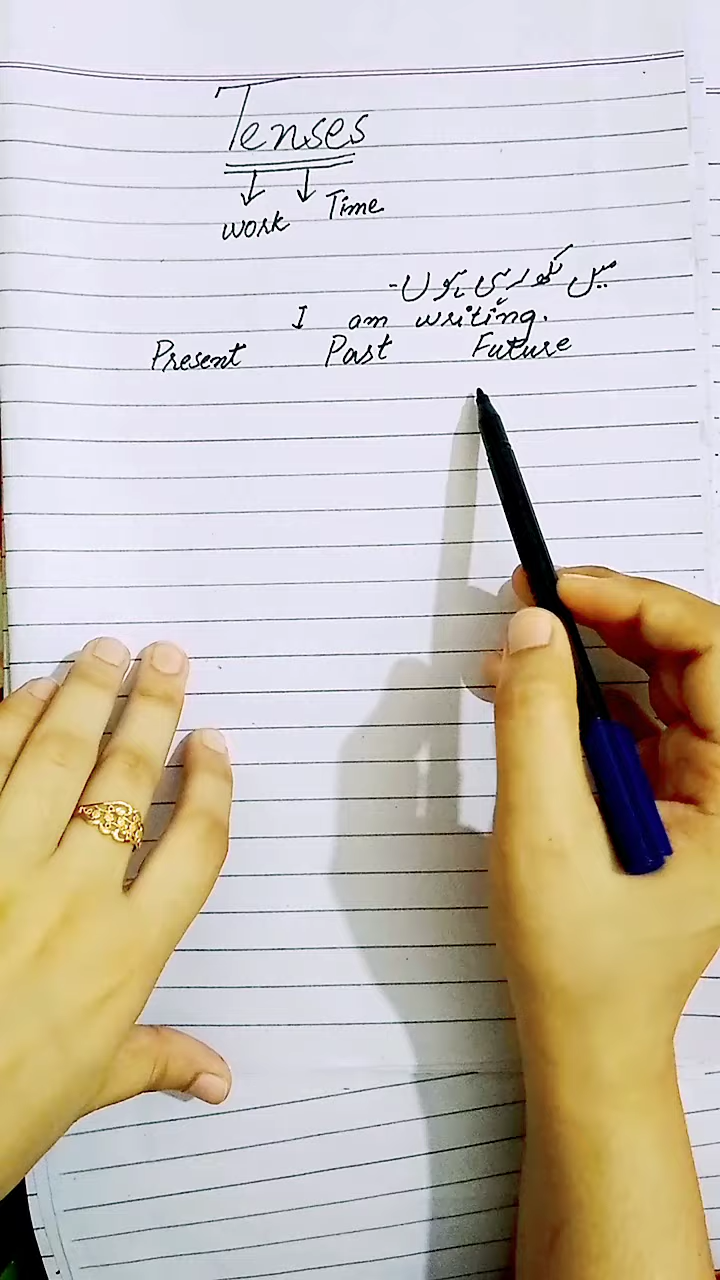 Tenses
work Time
میں لکھ رہی ہوں۔
I am writing.
Present Past Future